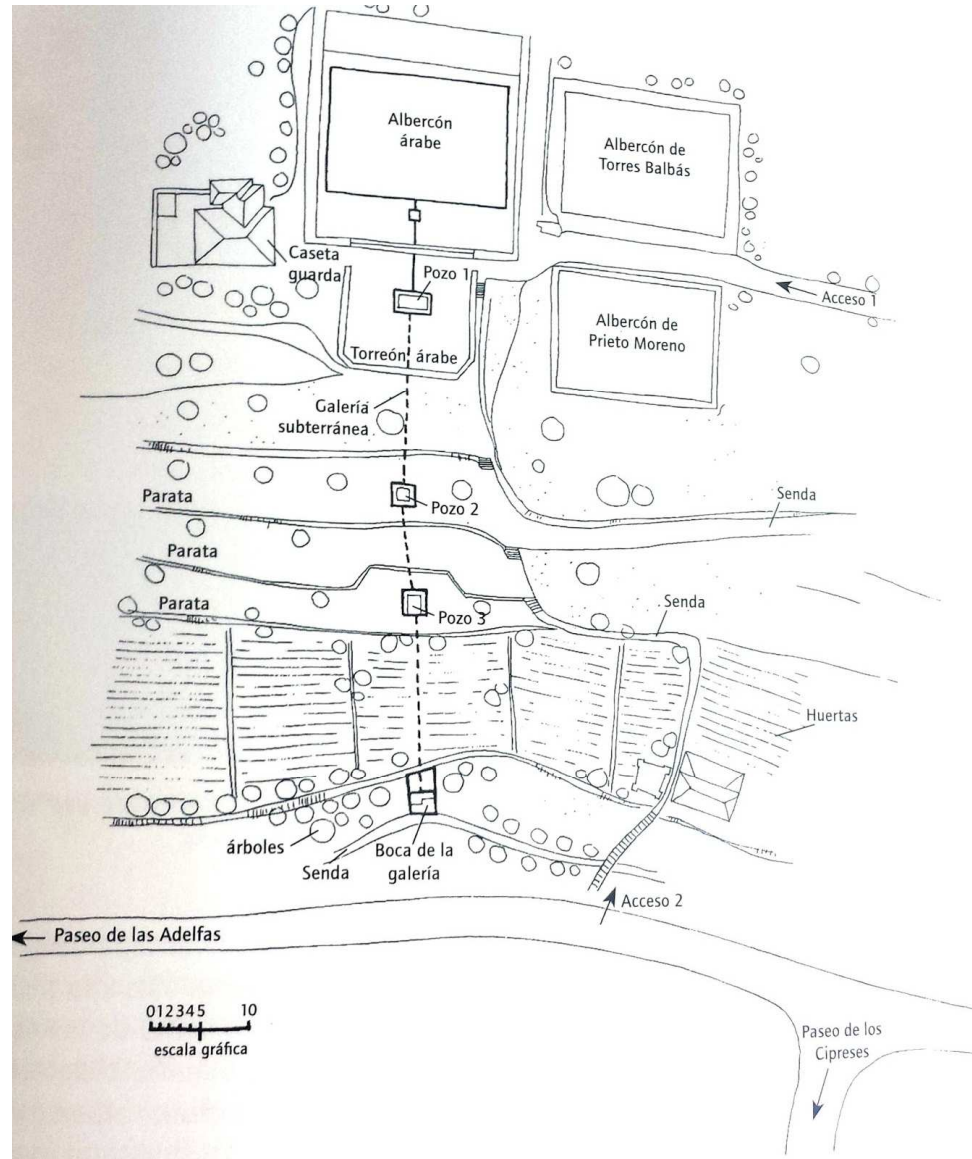 Albercón
árabe
Albercón de
Torres Balbás
Caseta
guarda
Pozo 1
Acceso 1
Albercón de
Prieto Moreno
Torreón árabe
Galería
subterránea
Parata
Pozo 2
Senda
Parata
Parata
Pozo 3
Senda
Huertas
árboles
Senda
Boca de la
galería
Acceso 2
Paseo de las Adelfas
012345 10
escala gráfica
Paseo de los
Cipreses